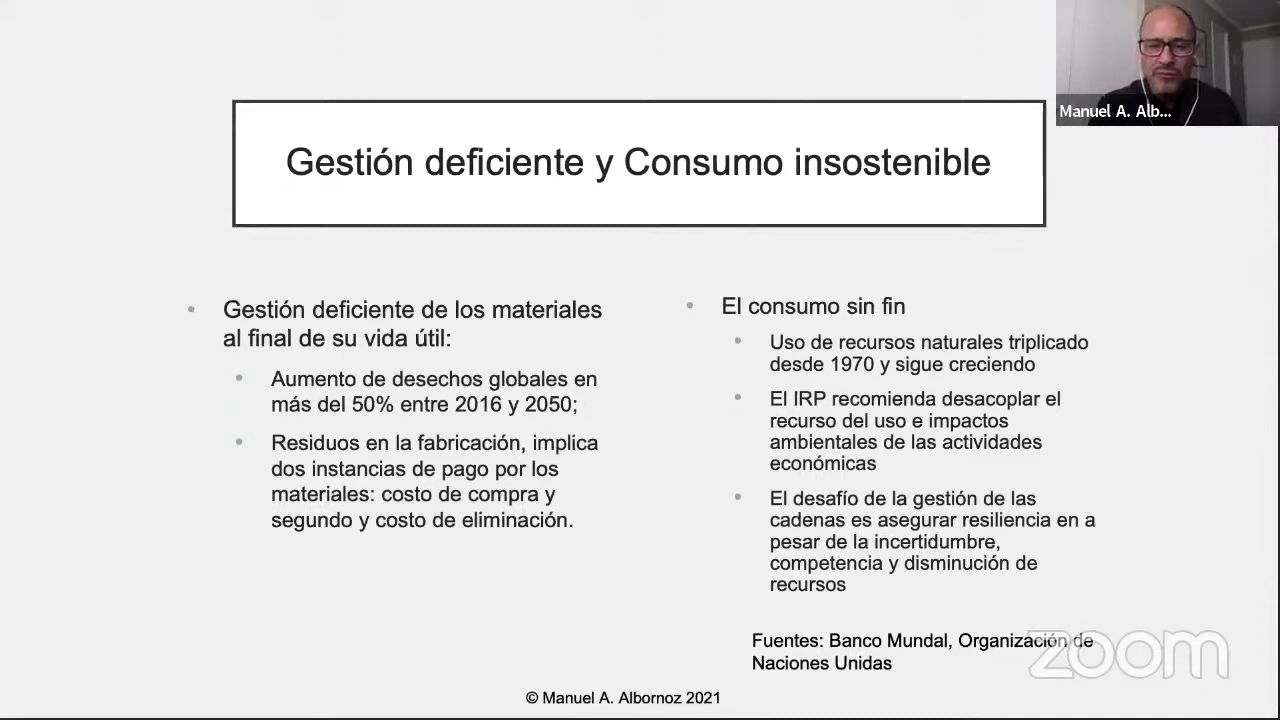 Manuel A. Alb...
Gestión deficiente y Consumo insostenible
Gestión deficiente de los materiales
al final de su vida útil:
Aumento de desechos globales en
más del 50% entre 2016 y 2050;
Residuos en la fabricación, implica
dos instancias de pago por los
materiales: costo de compra y
segundo y costo de eliminación.
El consumo sin fin
Uso de recursos naturales triplicado
desde 1970 y sigue creciendo
El IRP recomienda desacoplar el
recurso del uso e impactos
ambientales de las actividades
económicas
El desafío de la gestión de las
cadenas es asegurar resiliencia en a
pesar de la incertidumbre,
competencia y disminución de
recursos
Fuentes: Banco Mundal, Organización de
Naciones Unidas
zoom
© Manuel A. Albornoz 2021